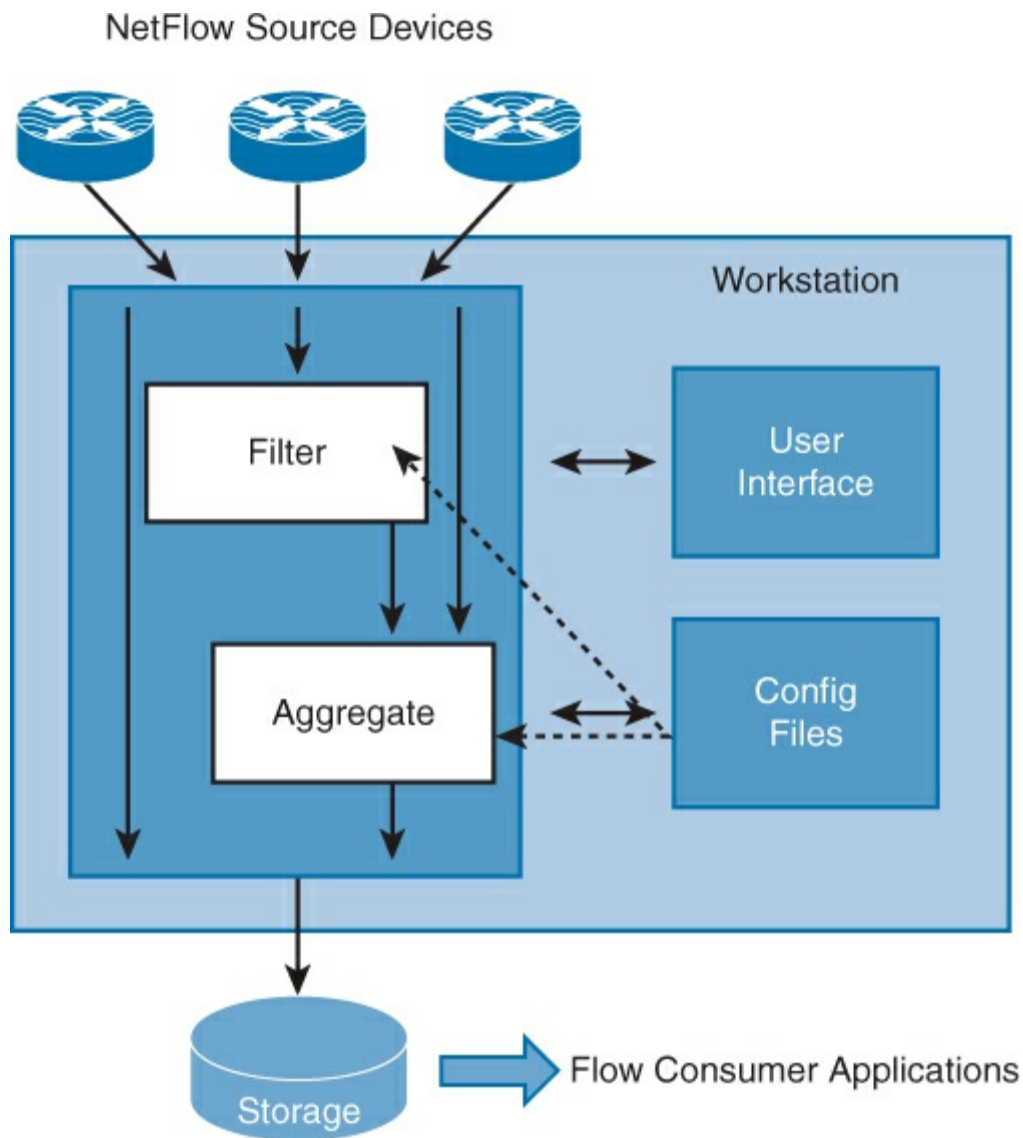 NetFlow Source Devices
Workstation
Filter
User
Interface
Aggregate
Config
Files
Storage
Flow Consumer Applications